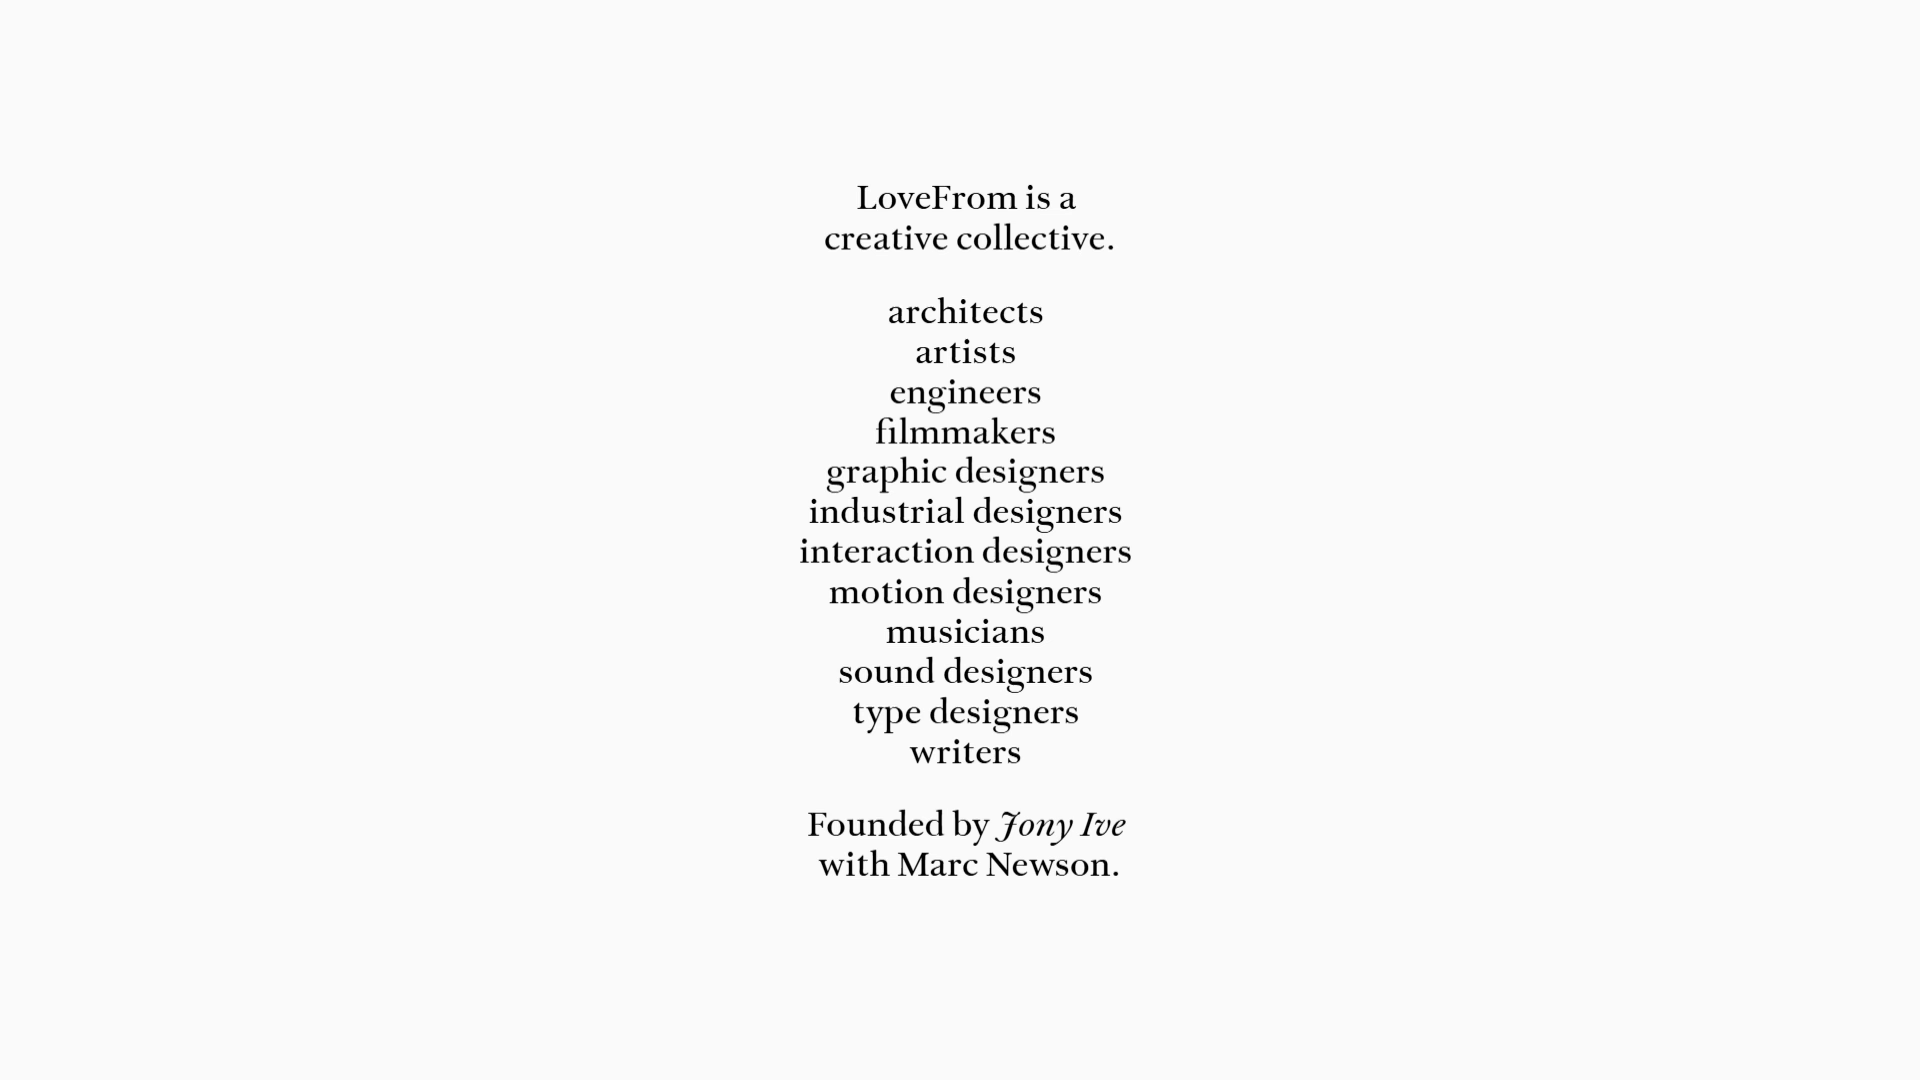 LoveFrom is a
creative collective.
architects
artists
engineers
filmmakers
graphic designers
industrial designers
interaction designers
motion designers
musicians
sound designers
type designers
writers
Founded by Jony Ive
with Marc Newson.